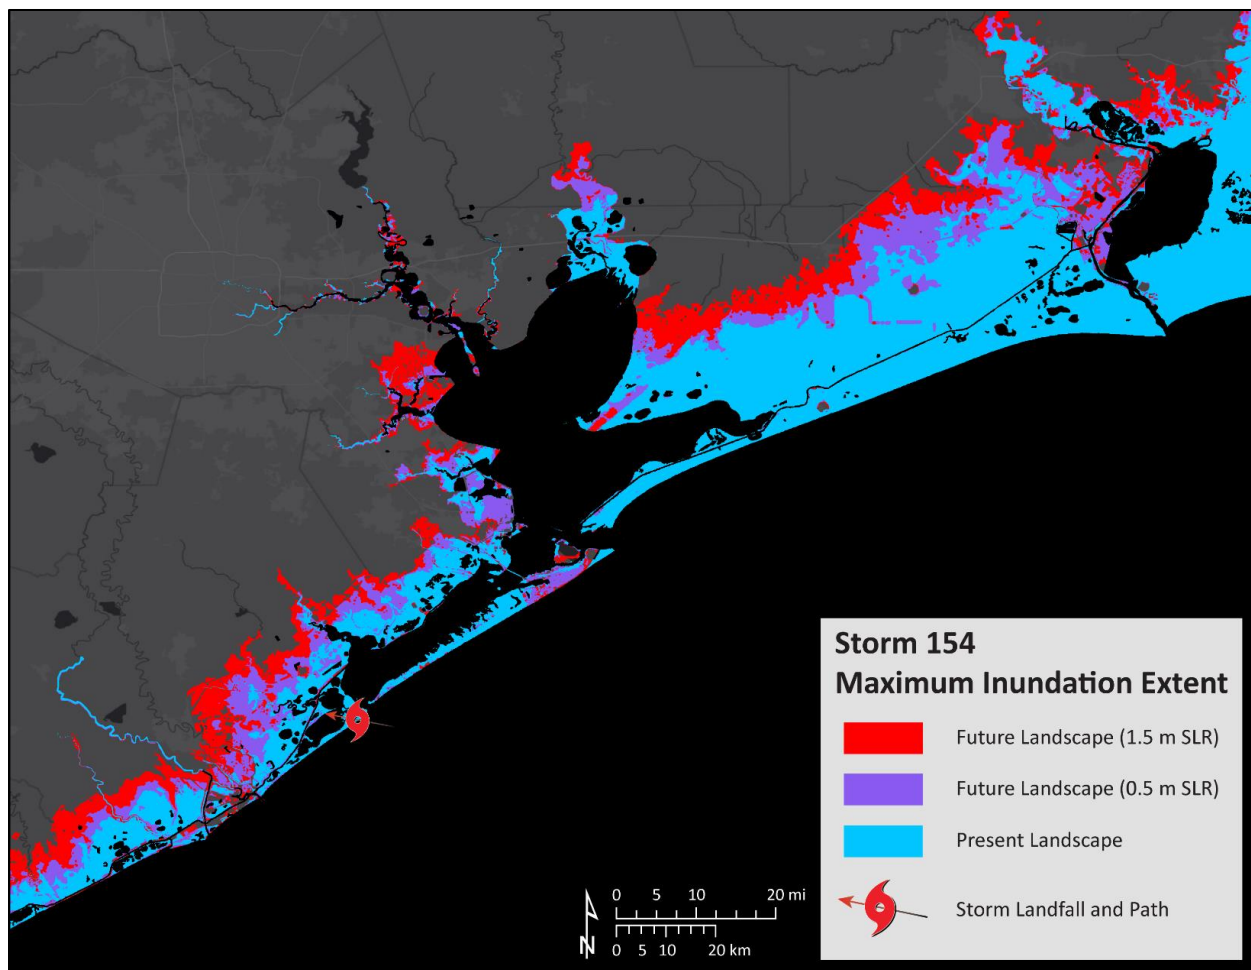 Storm 154
Maximum Inundation Extent
Future Landscape (1.5 m SLR)
Future Landscape (0.5 m SLR)
Present Landscape
Storm Landfall and Path
0 5 10 20 mi
N
0 5 10 20 km